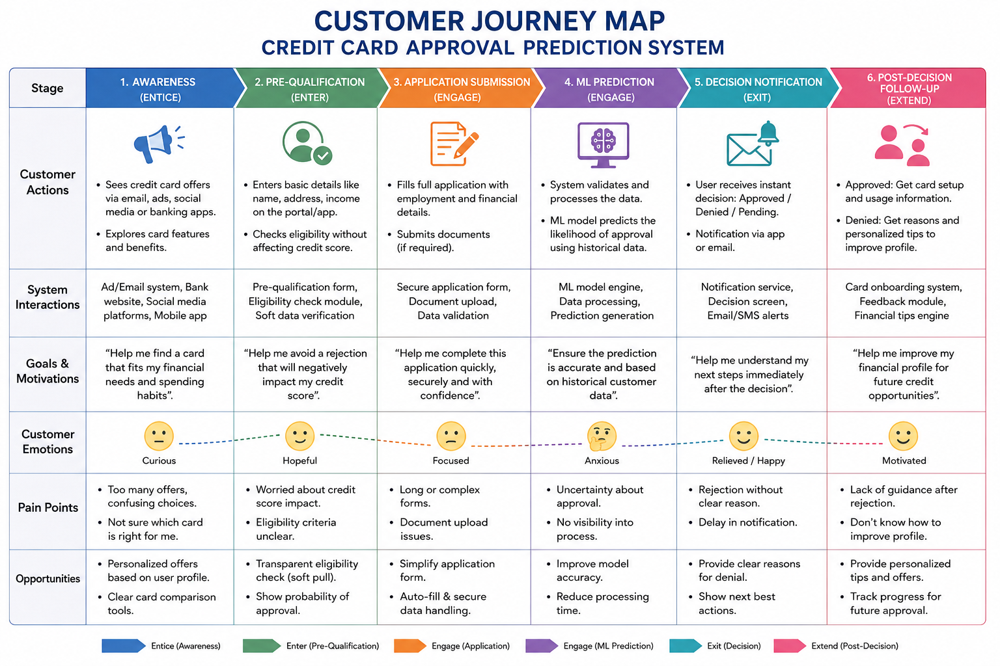 CUSTOMER JOURNEY MAP
CREDIT CARD APPROVAL PREDICTION SYSTEM
Stage
1. AWARENESS
(ENTICE)
2. PRE-QUALIFICATION
(ENTER)
3. APPLICATION SUBMISSION
(ENGAGE)
4. ML PREDICTION
(ENGAGE)
5. DECISION NOTIFICATION
(EXIT)
6. POST-DECISION
FOLLOW-UP
(EXTEND)
Customer
Actions
• Sees credit card offers
via email, ads, social
media or banking apps.
• Explores card features
and benefits.
• Enters basic details like
name, address, income
on the portal/app.
• Checks eligibility without
affecting credit score.
• Fills full application with
employment and financial
details.
• Submits documents
(if required).
• System validates and
processes the data.
• ML model predicts the
likelihood of approval
using historical data.
• User receives instant
decision: Approved /
Denied / Pending.
• Notification via app
or email.
• Approved: Get card setup
and usage information.
• Denied: Get reasons and
personalized tips to
improve profile.
System
Interactions
Ad/Email system, Bank
website, Social media
platforms, Mobile app
Pre-qualification form,
Eligibility check module,
Soft data verification
Secure application form,
Document upload,
Data validation
ML model engine,
Data processing,
Prediction generation
Notification service,
Decision screen,
Email/SMS alerts
Card onboarding system,
Feedback module,
Financial tips engine
Goals &
Motivations
“Help me find a card
that fits my financial
needs and spending
habits”.
“Help me avoid a rejection
that will negatively
impact my credit
score”.
“Help me complete this
application quickly,
securely and with
confidence”.
“Ensure the prediction
is accurate and based
on historical customer
data”.
“Help me understand my
next steps immediately
after the decision”.
“Help me improve my
financial profile for
future credit
opportunities”.
Customer
Emotions
Curious
Hopeful
Focused
Anxious
Relieved / Happy
Motivated
Pain Points
• Too many offers,
confusing choices.
• Not sure which card
is right for me.
• Worried about credit
score impact.
• Eligibility criteria
unclear.
• Long or complex
forms.
• Document upload
issues.
• Uncertainty about
approval.
• No visibility into
process.
• Rejection without
clear reason.
• Delay in notification.
• Lack of guidance after
rejection.
• Don’t know how to
improve profile.
Opportunities
• Personalized offers
based on user profile.
• Clear card comparison
tools.
• Transparent eligibility
check (soft pull).
• Show probability of
approval.
• Simplify application
form.
• Auto-fill & secure
data handling.
• Improve model
accuracy.
• Reduce processing
time.
• Provide clear reasons
for denial.
• Show next best
actions.
• Provide personalized
tips and offers.
• Track progress for
future approval.
Entice (Awareness)
Enter (Pre-Qualification)
Engage (Application)
Engage (ML Prediction)
Exit (Decision)
Extend (Post-Decision)